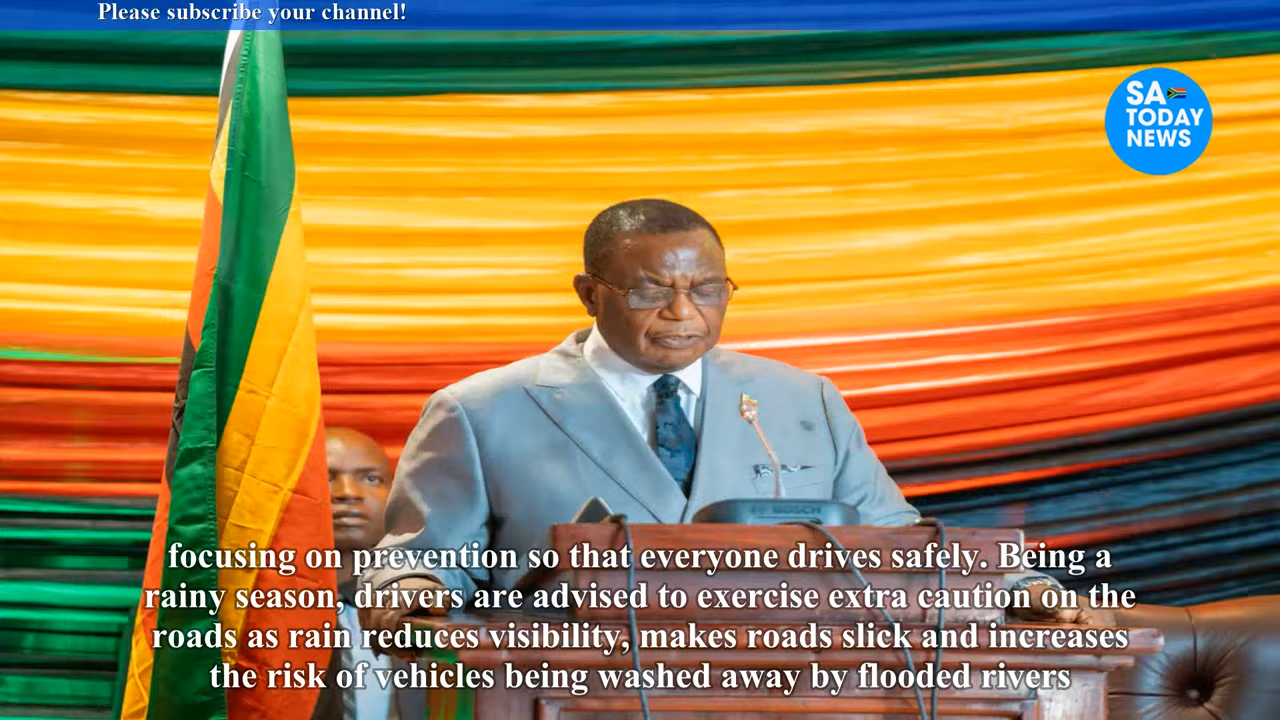 Please subscribe your channel!
SA
TODAY
NEWS
BOSCH
focusing on prevention so that everyone drives safely. Being a
rainy season, drivers are advised to exercise extra caution on the
roads as rain reduces visibility, makes roads slick and increases
the risk of vehicles being washed away by flooded rivers